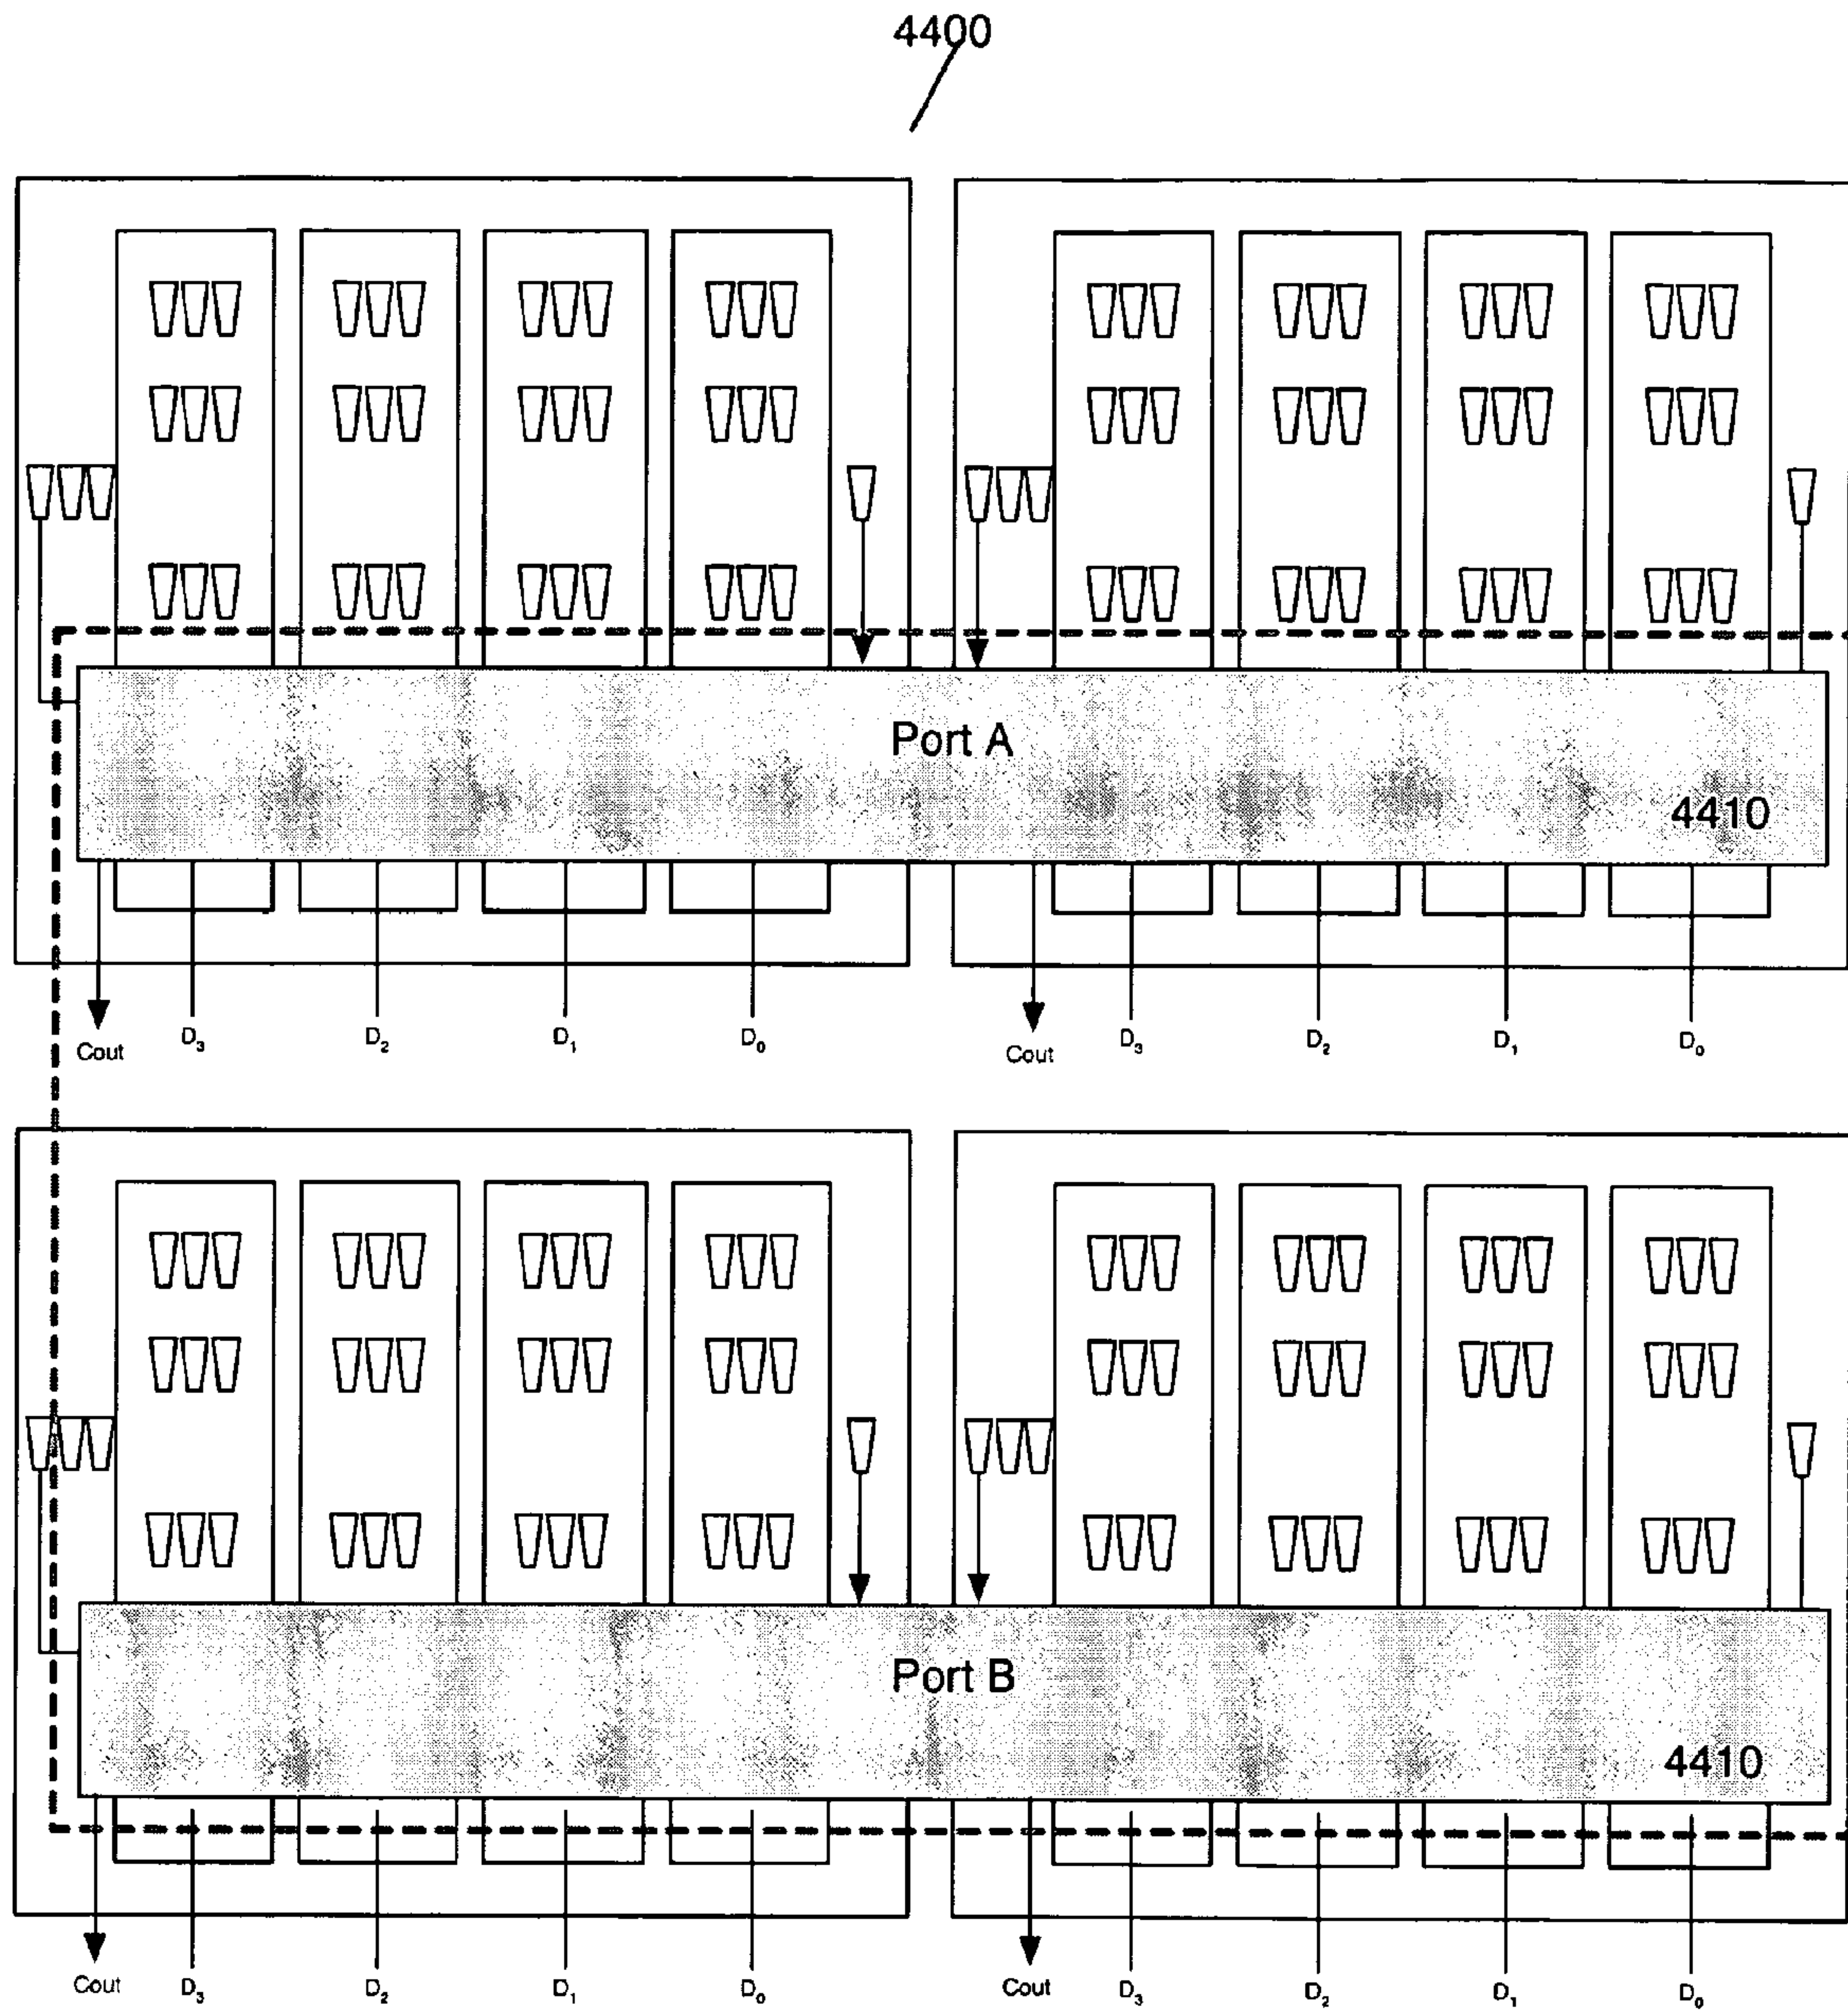 4400
Port A
4410
Cout D₃ D₂ D₁ D₀ Cout D₃ D₂ D₁ D₀
Port B
4410
Cout D₃ D₂ D₁ D₀ Cout D₃ D₂ D₁ D₀